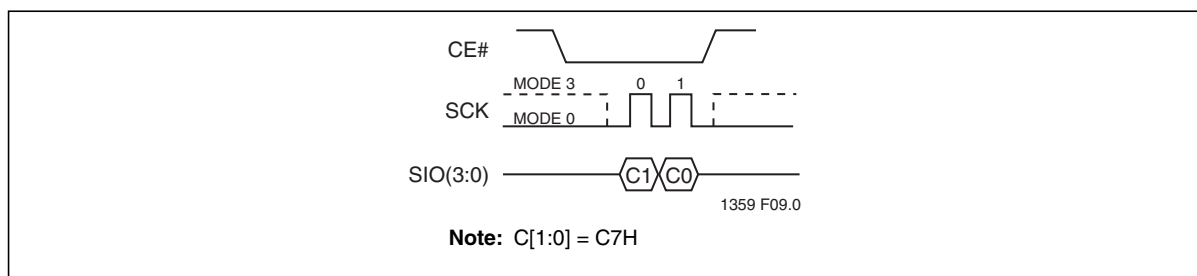 CE#
MODE 3 0 1
SCK
MODE 0
SIO(3:0) C1 C0
1359 F09.0
Note: C[1:0] = C7H